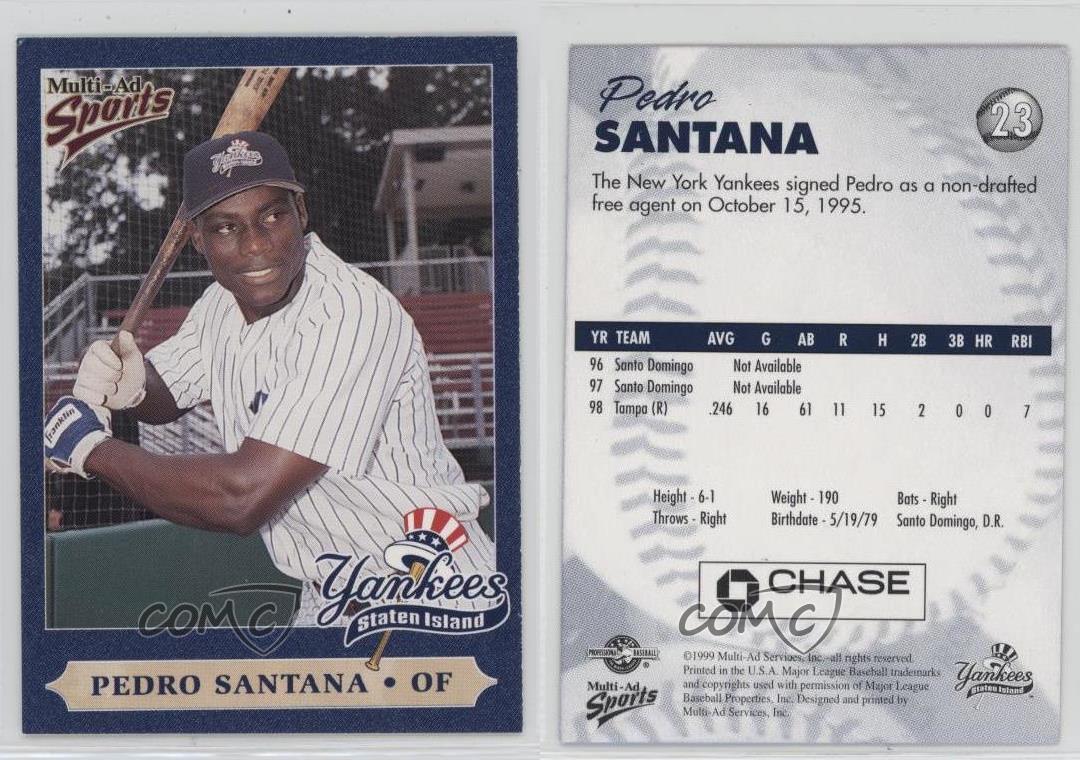 Multi-Ad
Sports
Yankees
Franklin
Yankees
Staten Island
COMC
PEDRO SANTANA • OF
Pedro
SANTANA
23
The New York Yankees signed Pedro as a non-drafted
free agent on October 15, 1995.
YR TEAM AVG G AB R H 2B 3B HR RBI
96 Santo Domingo Not Available
97 Santo Domingo Not Available
98 Tampa (R) .246 16 61 11 15 2 0 0 7
Height - 6-1 Weight - 190 Bats - Right
Throws - Right Birthdate - 5/19/79 Santo Domingo, D.R.
CHASE
COMC
PROFESSIONAL BASEBALL
®
Multi-Ad
Sports
©1999 Multi-Ad Services, Inc. all rights reserved.
Printed in the U.S.A. Major League Baseball trademarks
and copyrights used with permission of Major League
Baseball Properties, Inc. Designed and printed by
Multi-Ad Services, Inc.
Yankees
Staten Island